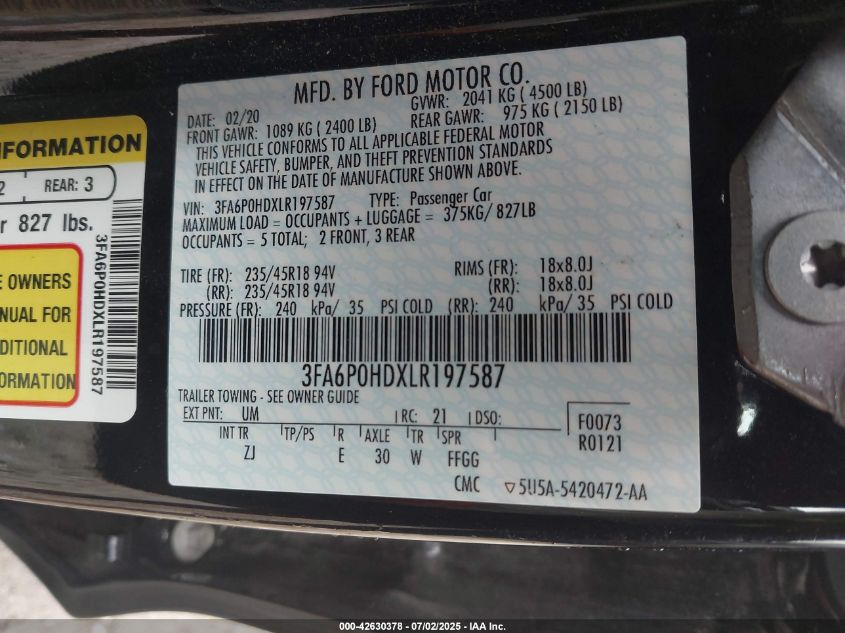 MFD. BY FORD MOTOR CO.
DATE: 02/20
GVWR: 2041 KG ( 4500 LB)
FRONT GAWR: 1089 KG ( 2400 LB)
REAR GAWR: 975 KG ( 2150 LB)
THIS VEHICLE CONFORMS TO ALL APPLICABLE FEDERAL MOTOR
VEHICLE SAFETY, BUMPER, AND THEFT PREVENTION STANDARDS
IN EFFECT ON THE DATE OF MANUFACTURE SHOWN ABOVE.
VIN: 3FA6P0HDXLR197587 TYPE: Passenger Car
MAXIMUM LOAD = OCCUPANTS + LUGGAGE = 375KG/ 827LB
OCCUPANTS = 5 TOTAL; 2 FRONT, 3 REAR
TIRE (FR): 235/45R18 94V RIMS (FR): 18x8.0J
(RR): 235/45R18 94V (RR): 18x8.0J
PRESSURE (FR): 240 kPa/ 35 PSI COLD (RR): 240 kPa/ 35 PSI COLD
3FA6P0HDXLR197587
TRAILER TOWING - SEE OWNER GUIDE
EXT PNT: UM RC: 21 DSO: F0073
R0121
INT TR TP/PS R AXLE TR SPR
ZJ E 30 W FFGG
CMC ▽5U5A-5420472-AA
NFORMATION
2 REAR: 3
r 827 lbs.
E OWNERS
NUAL FOR
DITIONAL
ORMATION
3FA6P0HDXLR197587
000-42630378 - 07/02/2025 - IAA Inc.